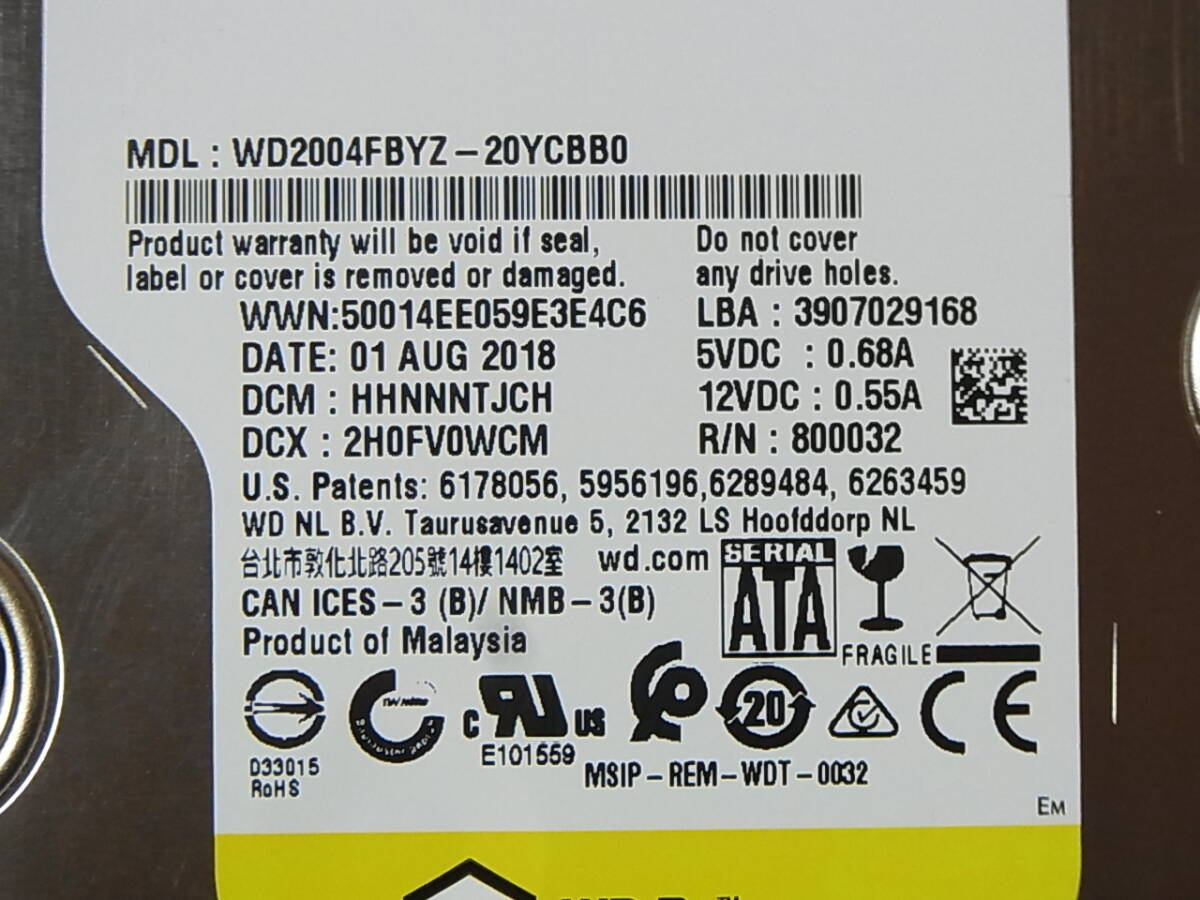 MDL : WD2004FBYZ – 20YCBB0
Product warranty will be void if seal,
label or cover is removed or damaged.
Do not cover
any drive holes.
WWN:50014EE059E3E4C6
LBA : 3907029168
DATE: 01 AUG 2018
5VDC : 0.68A
DCM : HHNNNTJCH
12VDC : 0.55A
DCX : 2H0FV0WCM
R/N : 800032
U.S. Patents: 6178056, 5956196,6289484, 6263459
WD NL B.V. Taurusavenue 5, 2132 LS Hoofddorp NL
台北市敦化北路205號14樓1402室 wd.com
SERIAL
ATA
CAN ICES – 3 (B)/ NMB – 3(B)
Product of Malaysia
FRAGILE
C US
20
CE
E101559
D33015
RoHS
MSIP – REM – WDT – 0032
EM
TM